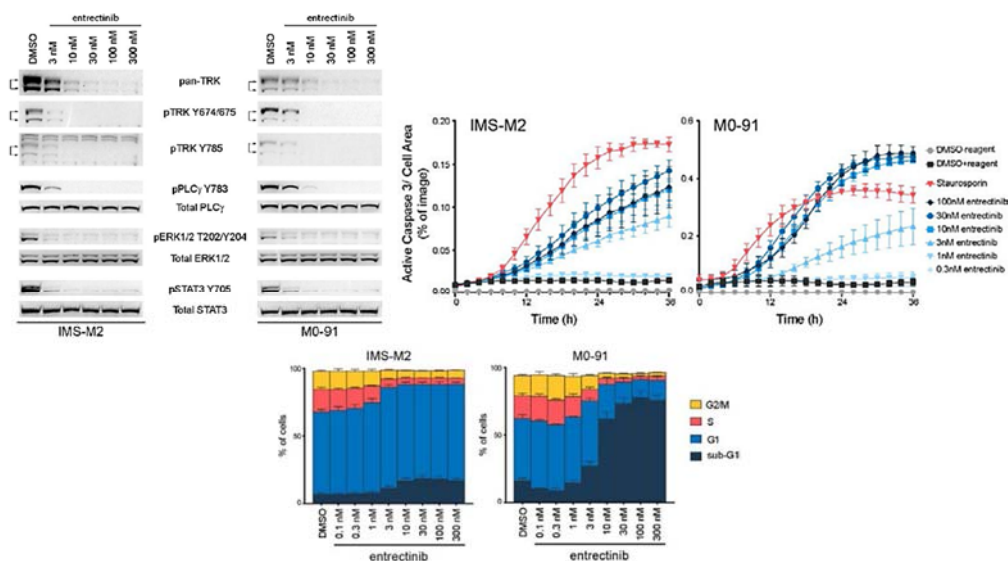 entrectinib
DMSO
3 nM
10 nM
30 nM
100 nM
300 nM
entrectinib
DMSO
3 nM
10 nM
30 nM
100 nM
300 nM
pan-TRK
pTRK Y674/675
pTRK Y785
pPLCγ Y783
Total PLCγ
pERK1/2 T202/Y204
Total ERK1/2
pSTAT3 Y705
Total STAT3
IMS-M2
M0-91
IMS-M2
Active Caspase 3/ Cell Area
(% of image)
0.20
0.15
0.10
0.05
0.00
0
12
24
36
Time (h)
M0-91
0.6
0.4
0.2
0.0
0
12
24
36
Time (h)
DMSO-reagent
DMSO+reagent
Staurosporin
100nM entrectinib
30nM entrectinib
10nM entrectinib
3nM entrectinib
1nM entrectinib
0.3nM entrectinib
IMS-M2
% of cells
100
50
0
DMSO
0.1 nM
0.3 nM
1 nM
3 nM
10 nM
30 nM
100 nM
300 nM
entrectinib
M0-91
% of cells
100
50
0
DMSO
0.1 nM
0.3 nM
1 nM
3 nM
10 nM
30 nM
100 nM
300 nM
entrectinib
G2/M
S
G1
sub-G1